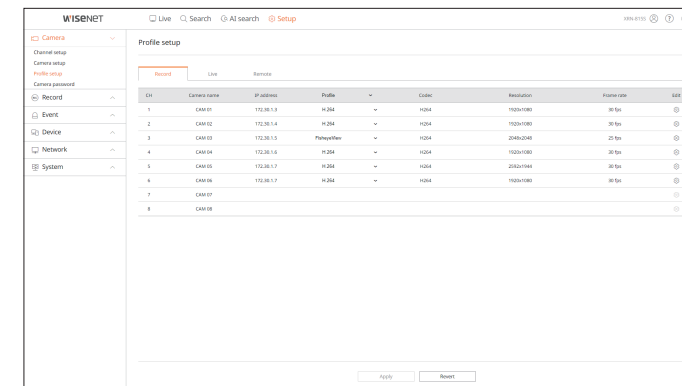 WISENET
Live Search AI search Setup XRN-815S ?
Camera
Channel setup
Camera setup
Profile setup
Camera password
Record
Event
Device
Network
System
Profile setup
Record Live Remote
CH Camera name IP address Profile Codec Resolution Frame rate Edit
1 CAM 01 172.30.1.3 H.264 H264 1920x1080 30 fps
2 CAM 02 172.30.1.4 H.264 H264 1920x1080 30 fps
3 CAM 03 172.30.1.5 FisheyeView H264 2048x2048 25 fps
4 CAM 04 172.30.1.6 H.264 H264 1920x1080 30 fps
5 CAM 05 172.30.1.7 H.264 H264 2592x1944 30 fps
6 CAM 06 172.30.1.7 H.264 H264 1920x1080 30 fps
7 CAM 07
8 CAM 08
Apply Revert